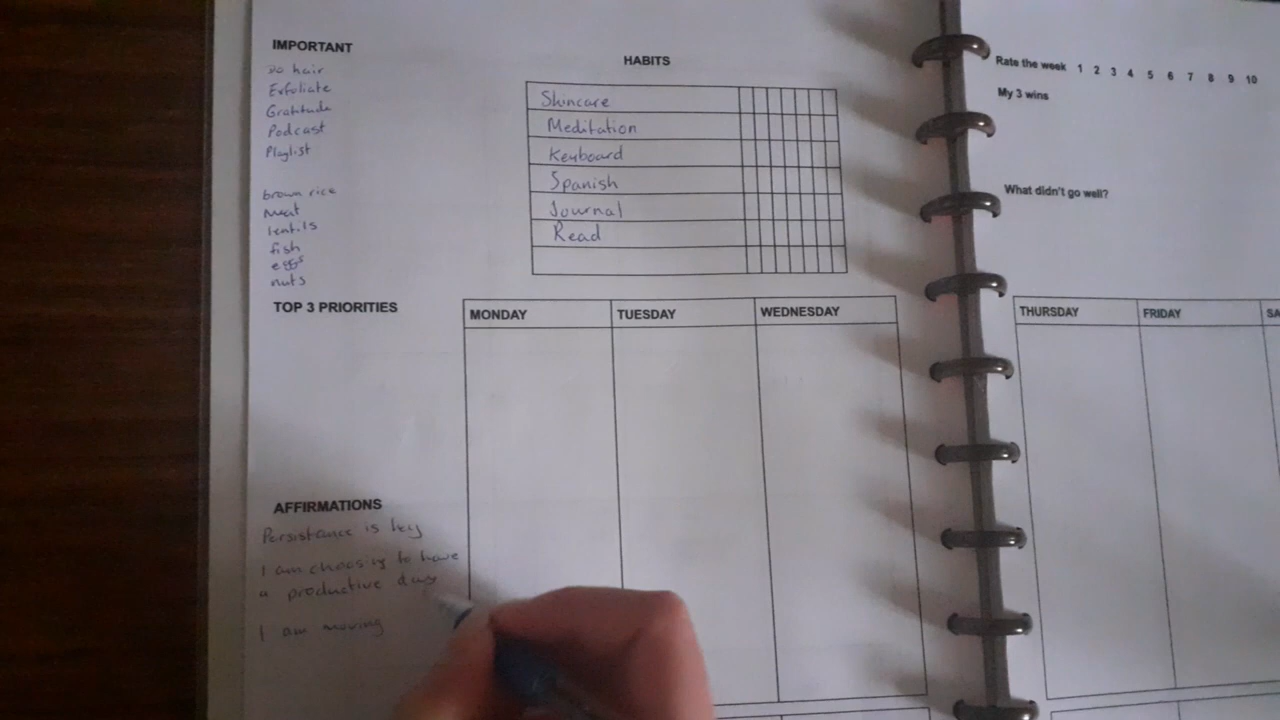 IMPORTANT
Do hair
Exfoliate
Gratitude
Podcast
Playlist
brown rice
meat
lentils
fish
eggs
nuts
HABITS
Skincare
Meditation
Keyboard
Spanish
Journal
Read
TOP 3 PRIORITIES
MONDAY TUESDAY WEDNESDAY
AFFIRMATIONS
Persistance is key
I am choosing to have
a productive day
I am moving
Rate the week 1 2 3 4 5 6 7 8 9 10
My 3 wins
What didn't go well?
THURSDAY FRIDAY SA